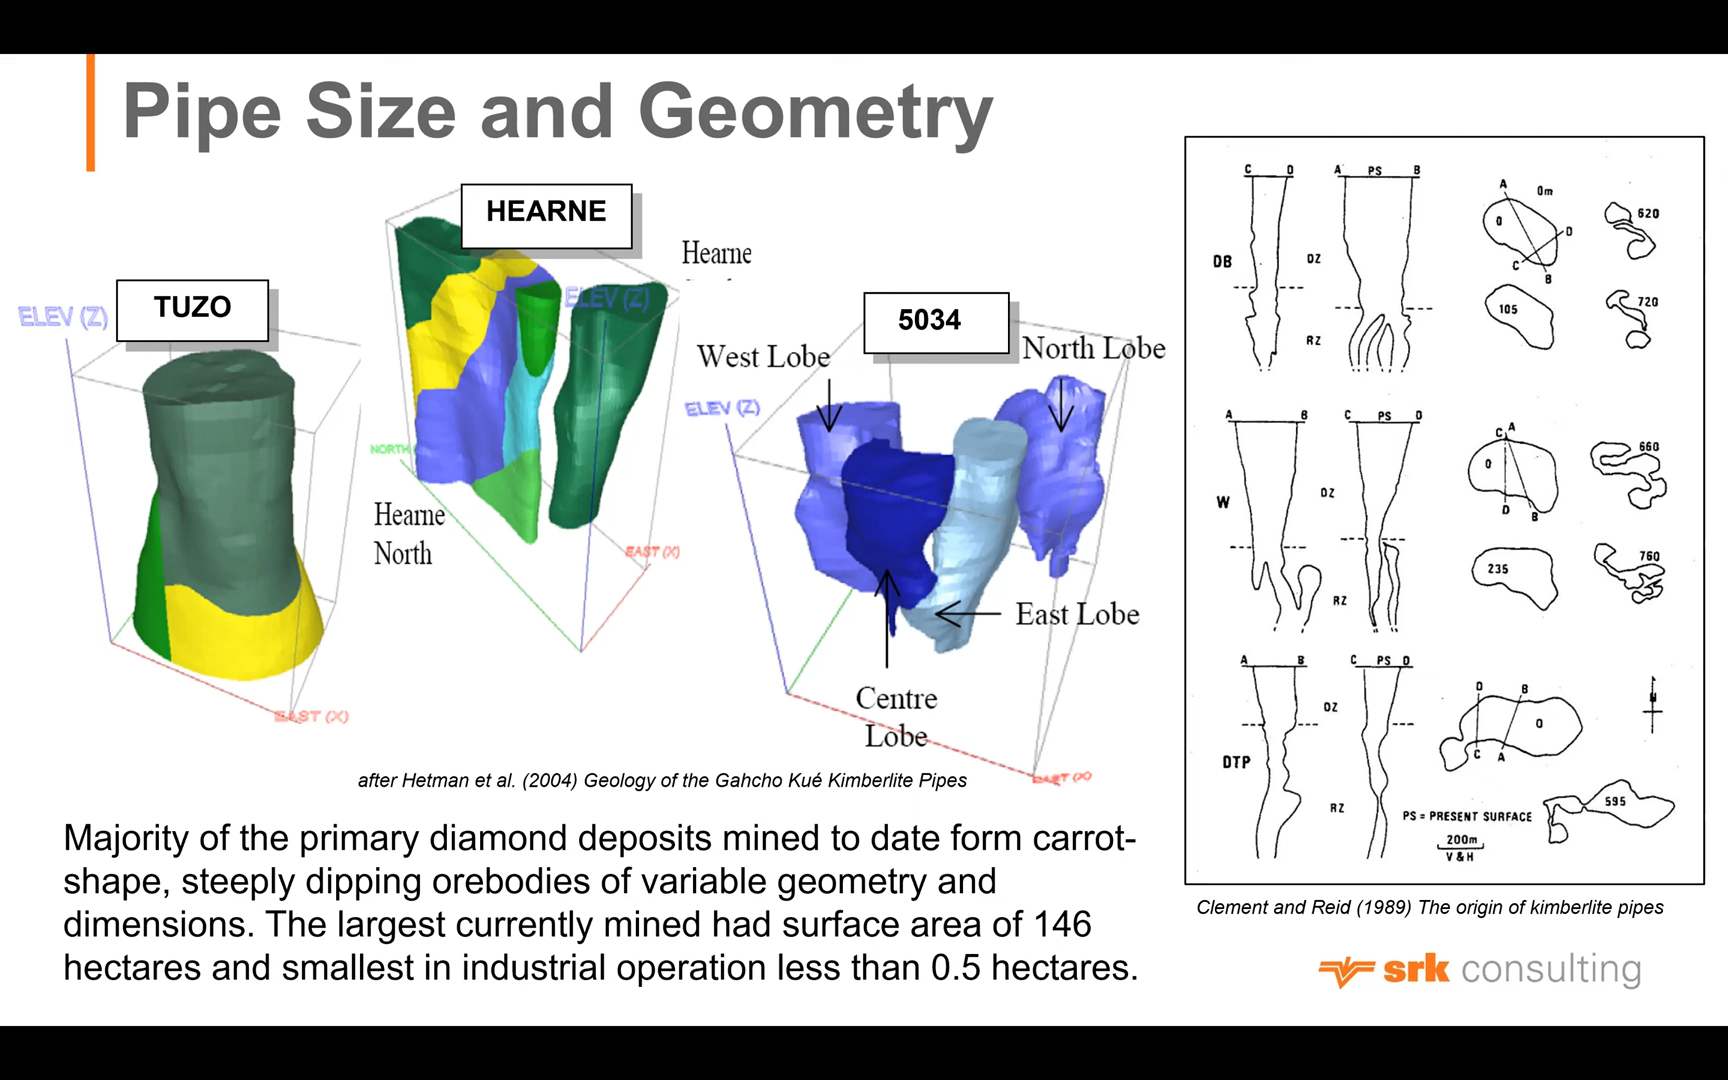 Pipe Size and Geometry
TUZO
ELEV (Z)
EAST (X)
HEARNE
Hearne
ELEV (Z)
NORTH
Hearne
North
EAST (X)
5034
West Lobe
North Lobe
ELEV (Z)
East Lobe
Centre
Lobe
EAST (X)
after Hetman et al. (2004) Geology of the Gahcho Kué Kimberlite Pipes
Majority of the primary diamond deposits mined to date form carrot-
shape, steeply dipping orebodies of variable geometry and
dimensions. The largest currently mined had surface area of 146
hectares and smallest in industrial operation less than 0.5 hectares.
C D A PS B
A 0m
0 D
C B
620
DB DZ
105
720
RZ
A B C PS D
C A
0
D B
660
W DZ
235
760
RZ
A B C PS D
D B
0
C A
N
DZ
DTP
RZ
595
PS = PRESENT SURFACE
200m
V & H
Clement and Reid (1989) The origin of kimberlite pipes
srk consulting